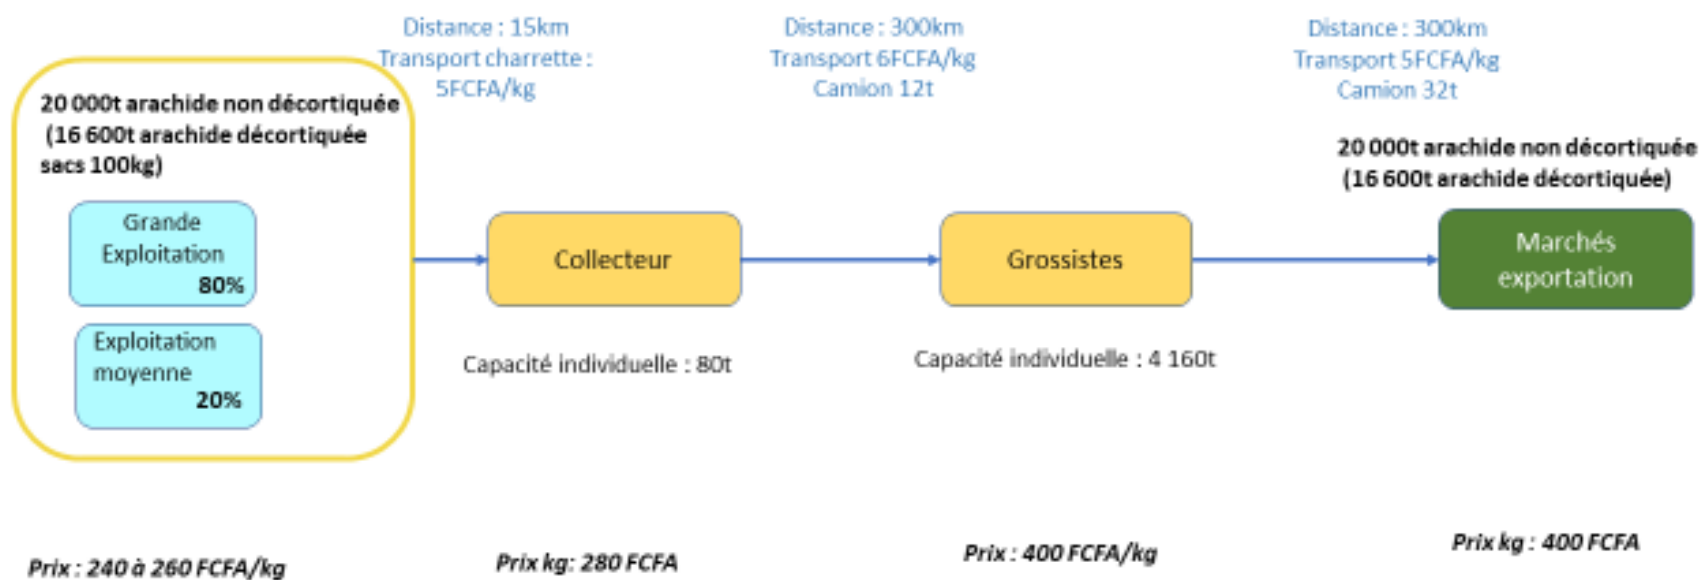 Distance : 15km
Transport charrette :
5FCFA/kg
Distance : 300km
Transport 6FCFA/kg
Camion 12t
Distance : 300km
Transport 5FCFA/kg
Camion 32t
20 000t arachide non décortiquée
(16 600t arachide décortiquée
sacs 100kg)
Grande
Exploitation
80%
Exploitation
moyenne
20%
Collecteur
Capacité individuelle : 80t
Grossistes
Capacité individuelle : 4 160t
20 000t arachide non décortiquée
(16 600t arachide décortiquée)
Marchés
exportation
Prix : 240 à 260 FCFA/kg
Prix kg: 280 FCFA
Prix : 400 FCFA/kg
Prix kg : 400 FCFA